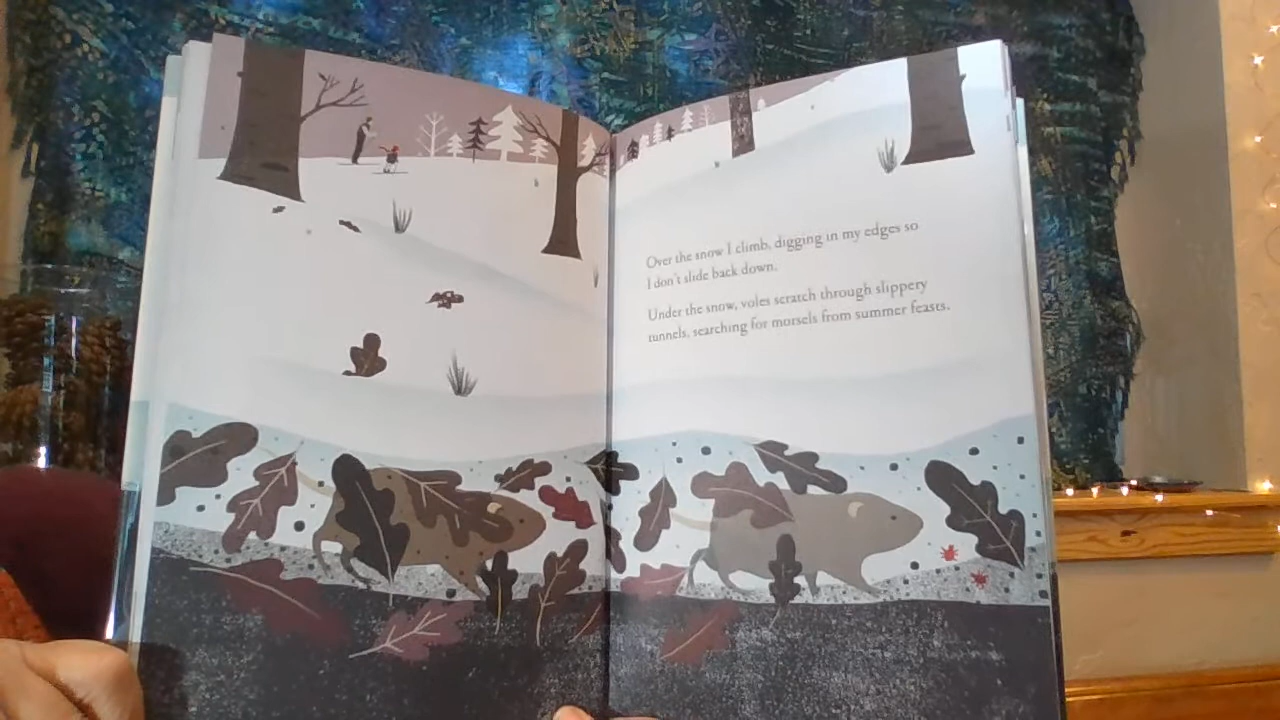 Over the snow I climb, digging in my edges so
I don't slide back down.
Under the snow, voles scratch through slippery
tunnels, searching for morsels from summer feasts.